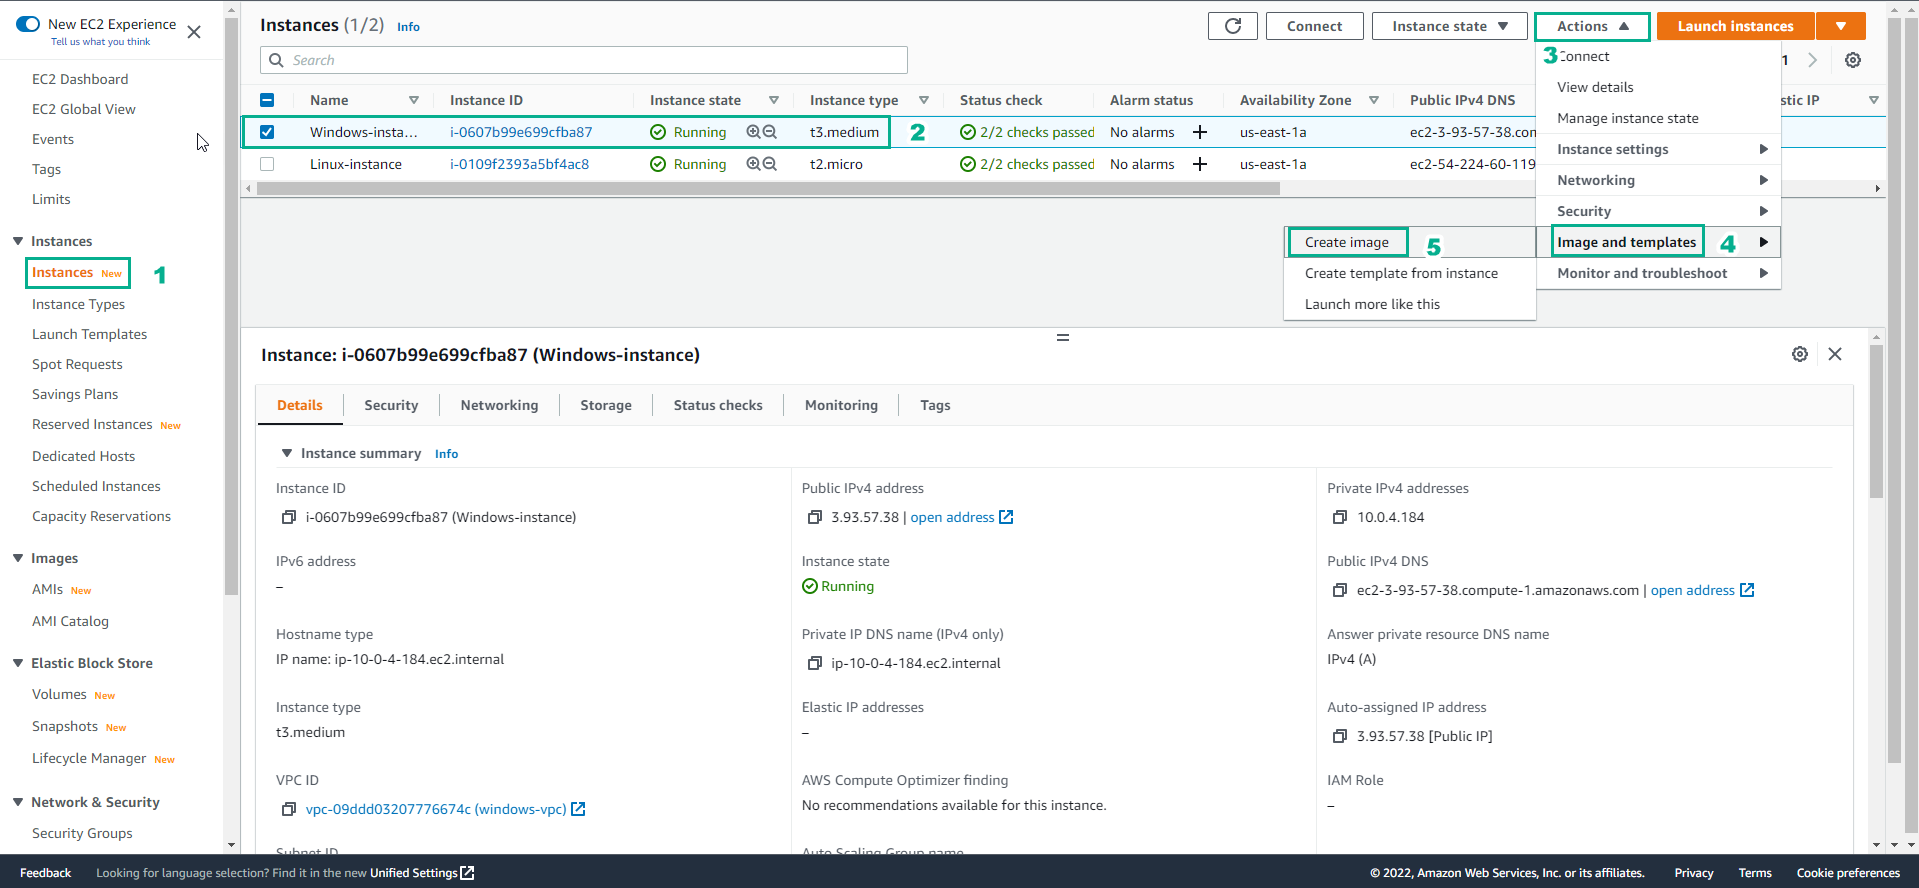 New EC2 Experience
Tell us what you think
EC2 Dashboard
EC2 Global View
Events
Tags
Limits
Instances
Instances New
1
Instance Types
Launch Templates
Spot Requests
Savings Plans
Reserved Instances New
Dedicated Hosts
Scheduled Instances
Capacity Reservations
Images
AMIs New
AMI Catalog
Elastic Block Store
Volumes New
Snapshots New
Lifecycle Manager New
Network & Security
Security Groups
Instances (1/2) Info
Connect
Instance state
Actions
Launch instances
Search
1
Name Instance ID Instance state Instance type Status check Alarm status Availability Zone Public IPv4 DNS stic IP
Windows-insta... i-0607b99e699cfba87 Running t3.medium 2 2/2 checks passed No alarms us-east-1a ec2-3-93-57-38.con
Linux-instance i-0109f2393a5bf4ac8 Running t2.micro 2/2 checks passed No alarms us-east-1a ec2-54-224-60-119
3
Connect
View details
Manage instance state
Instance settings
Networking
Security
Image and templates 4
Monitor and troubleshoot
Create image 5
Create template from instance
Launch more like this
Instance: i-0607b99e699cfba87 (Windows-instance)
Details Security Networking Storage Status checks Monitoring Tags
Instance summary Info
Instance ID
i-0607b99e699cfba87 (Windows-instance)
Public IPv4 address
3.93.57.38 | open address
Private IPv4 addresses
10.0.4.184
IPv6 address
–
Instance state
Running
Public IPv4 DNS
ec2-3-93-57-38.compute-1.amazonaws.com | open address
Hostname type
IP name: ip-10-0-4-184.ec2.internal
Private IP DNS name (IPv4 only)
ip-10-0-4-184.ec2.internal
Answer private resource DNS name
IPv4 (A)
Instance type
t3.medium
Elastic IP addresses
–
Auto-assigned IP address
3.93.57.38 [Public IP]
VPC ID
vpc-09ddd03207776674c (windows-vpc)
AWS Compute Optimizer finding
No recommendations available for this instance.
IAM Role
–
Subnet ID
Auto Scaling Group name
Feedback
Looking for language selection? Find it in the new Unified Settings
© 2022, Amazon Web Services, Inc. or its affiliates.
Privacy
Terms
Cookie preferences